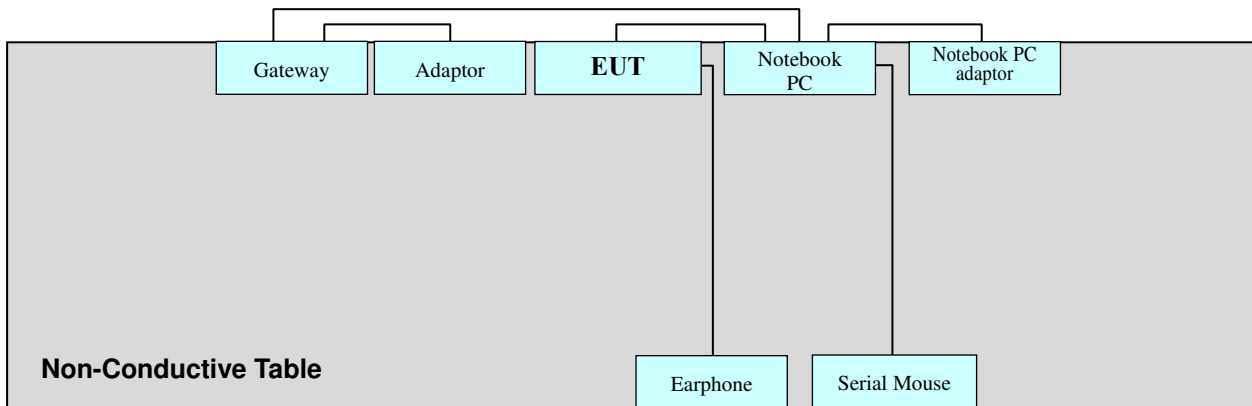 Gateway
Adaptor
EUT
Notebook
PC
Notebook PC
adaptor
Non-Conductive Table
Earphone
Serial Mouse